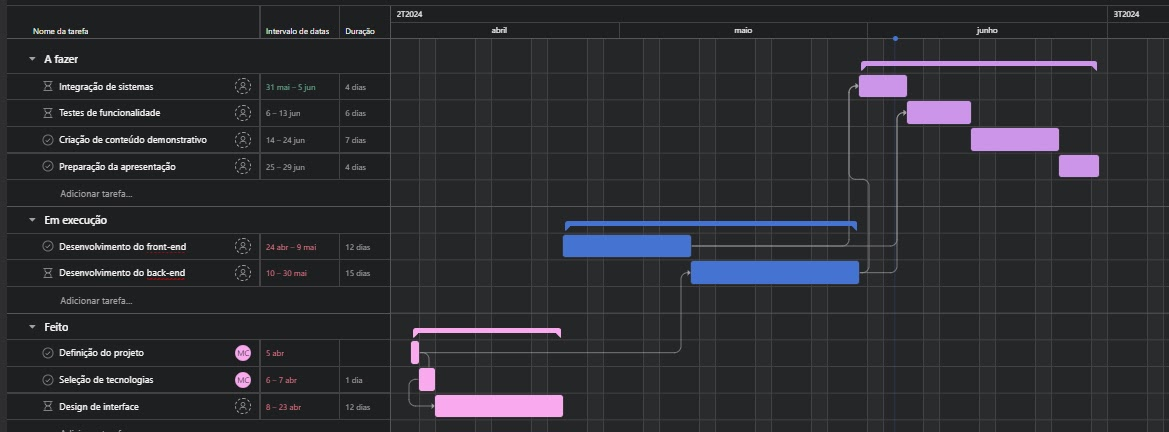 2T2024 3T2024
Nome da tarefa Intervalo de datas Duração abril maio junho
A fazer
Integração de sistemas 31 mai – 5 jun 4 dias
Testes de funcionalidade 6 – 13 jun 6 dias
Criação de conteúdo demonstrativo 14 – 24 jun 7 dias
Preparação da apresentação 25 – 29 jun 4 dias
Adicionar tarefa...
Em execução
Desenvolvimento do front-end 24 abr – 9 mai 12 dias
Desenvolvimento do back-end 10 – 30 mai 15 dias
Adicionar tarefa...
Feito
Definição do projeto MC 5 abr
Seleção de tecnologias MC 6 – 7 abr 1 dia
Design de interface 8 – 23 abr 12 dias